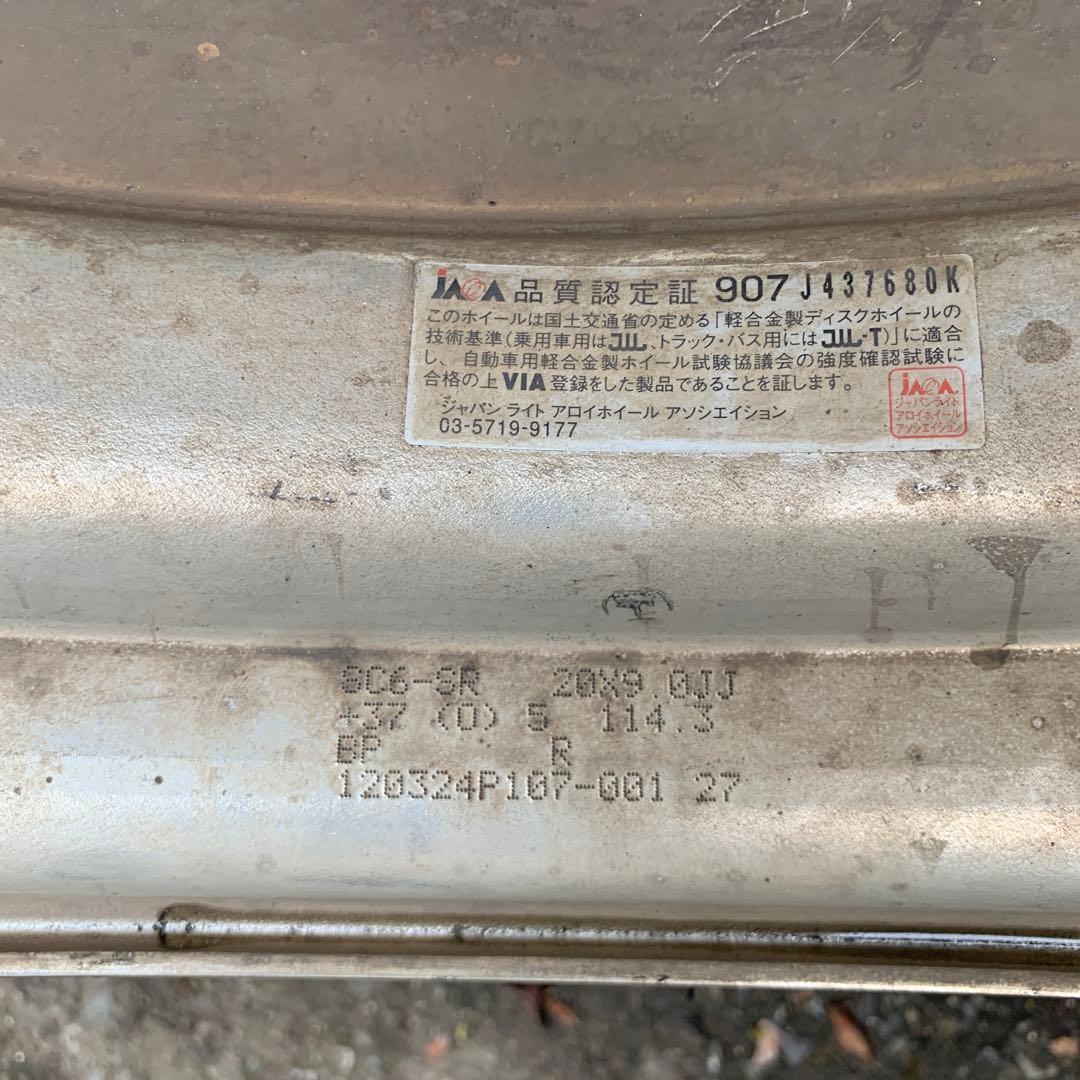 JAWA 品質認定証 907 J437680K
このホイールは国土交通省の定める「軽合金製ディスクホイールの
技術基準(乗用車用はJWL、トラック・バス用にはJWL-T)」に適合
し、自動車用軽合金製ホイール試験協議会の強度確認試験に
合格の上VIA登録をした製品であることを証します。
ジャパン ライト アロイホイール アソシエイション
03-5719-9177
JAWA
ジャパンライト
アロイホイール
アソシエイション
20X9.0JJ
+37 (O) 5 114.3
BP R
120324P107-001 27